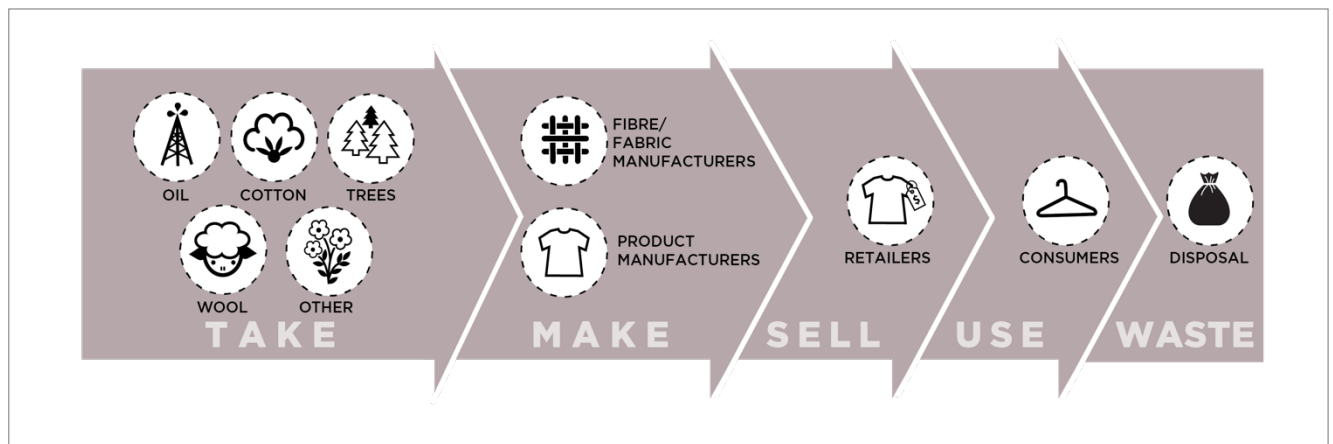 OIL
COTTON
TREES
WOOL
OTHER
TAKE
FIBRE/
FABRIC
MANUFACTURERS
PRODUCT
MANUFACTURERS
MAKE
$
RETAILERS
SELL
CONSUMERS
USE
DISPOSAL
WASTE